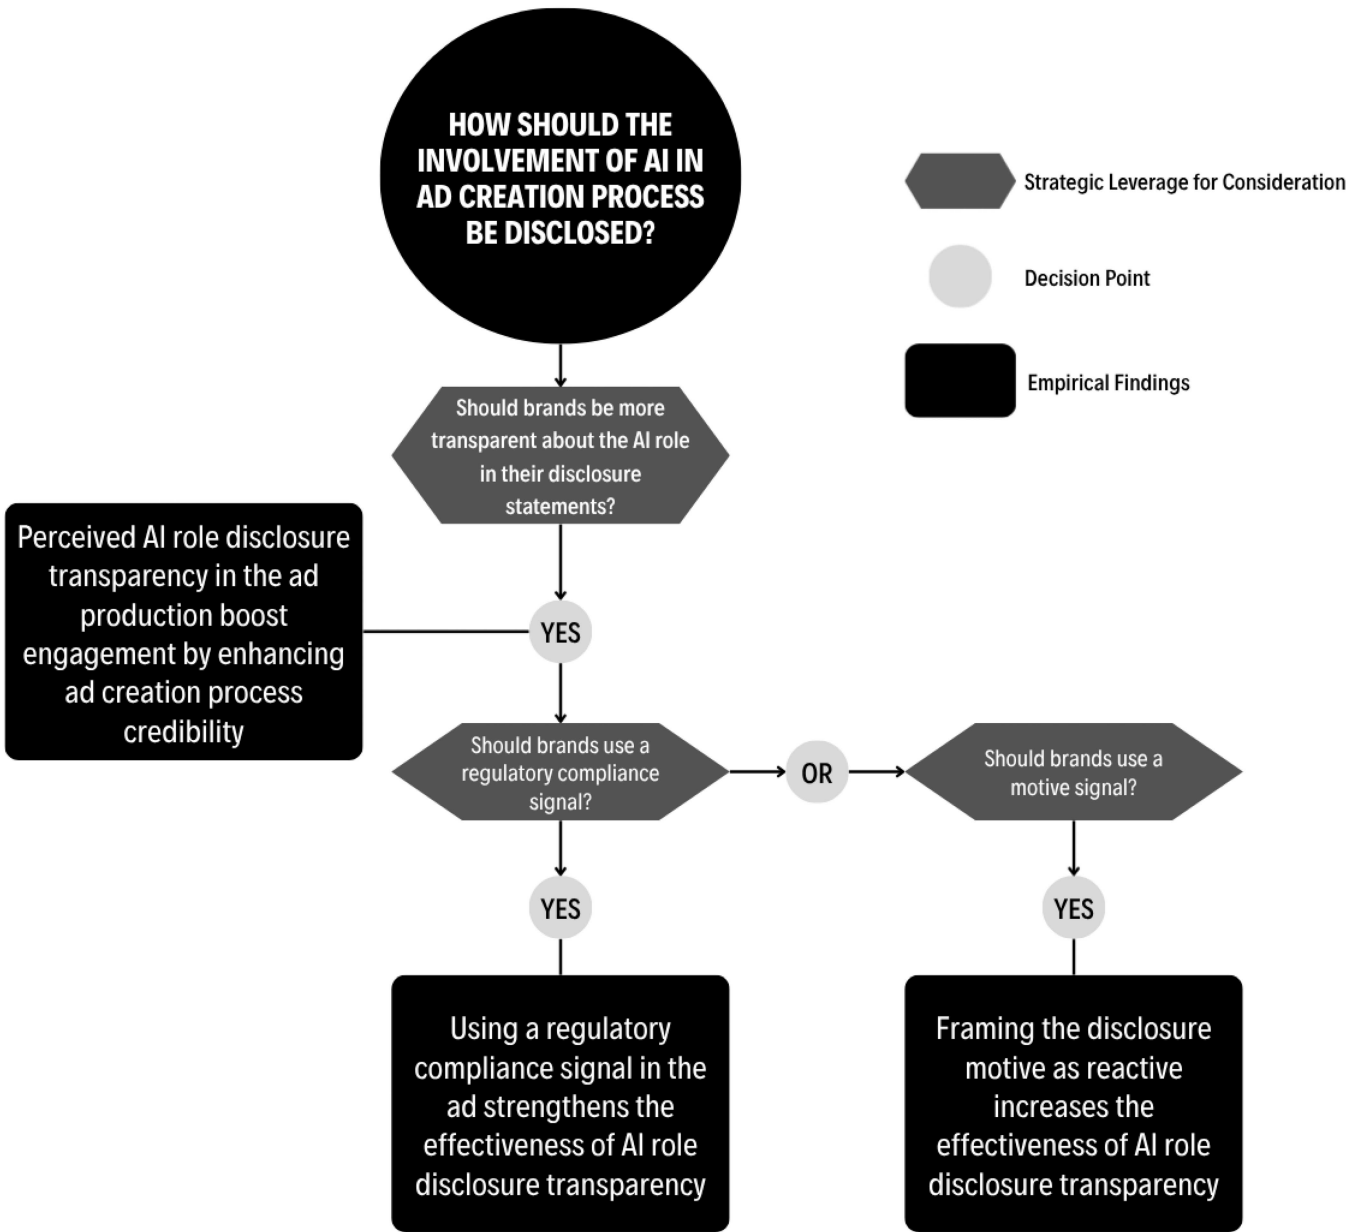 HOW SHOULD THE
INVOLVEMENT OF AI IN
AD CREATION PROCESS
BE DISCLOSED?
Strategic Leverage for Consideration
Decision Point
Empirical Findings
Should brands be more
transparent about the AI role
in their disclosure
statements?
Perceived AI role disclosure
transparency in the ad
production boost
engagement by enhancing
ad creation process
credibility
YES
Should brands use a
regulatory compliance
signal?
OR
Should brands use a
motive signal?
YES
YES
Using a regulatory
compliance signal in the
ad strengthens the
effectiveness of AI role
disclosure transparency
Framing the disclosure
motive as reactive
increases the
effectiveness of AI role
disclosure transparency